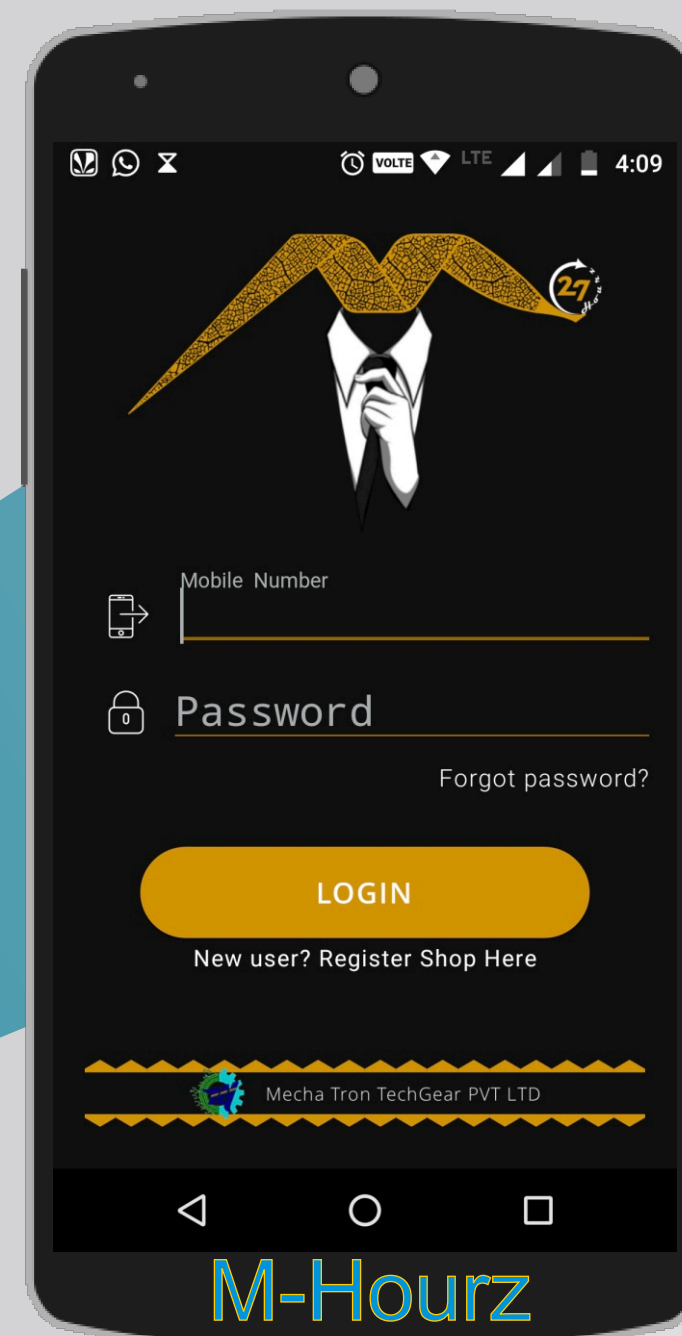 VOLTE LTE 4:09
27
Hourz
Mobile Number
Password
Forgot password?
LOGIN
New user? Register Shop Here
Mecha Tron TechGear PVT LTD
M-Hourz